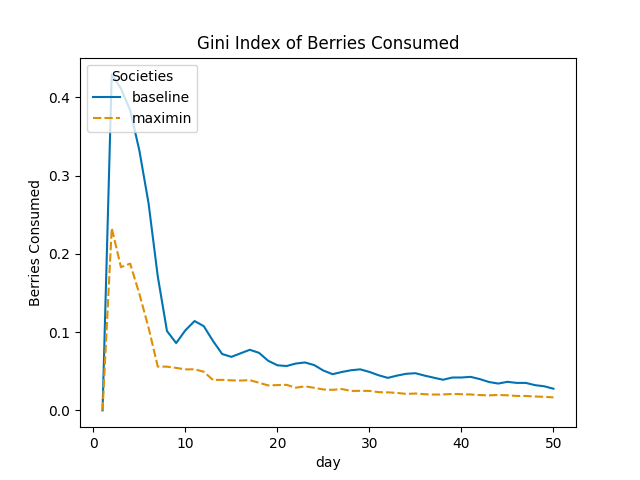 Gini Index of Berries Consumed
Societies
baseline
maximin
Berries Consumed
0.4
0.3
0.2
0.1
0.0
0 10 20 30 40 50
day